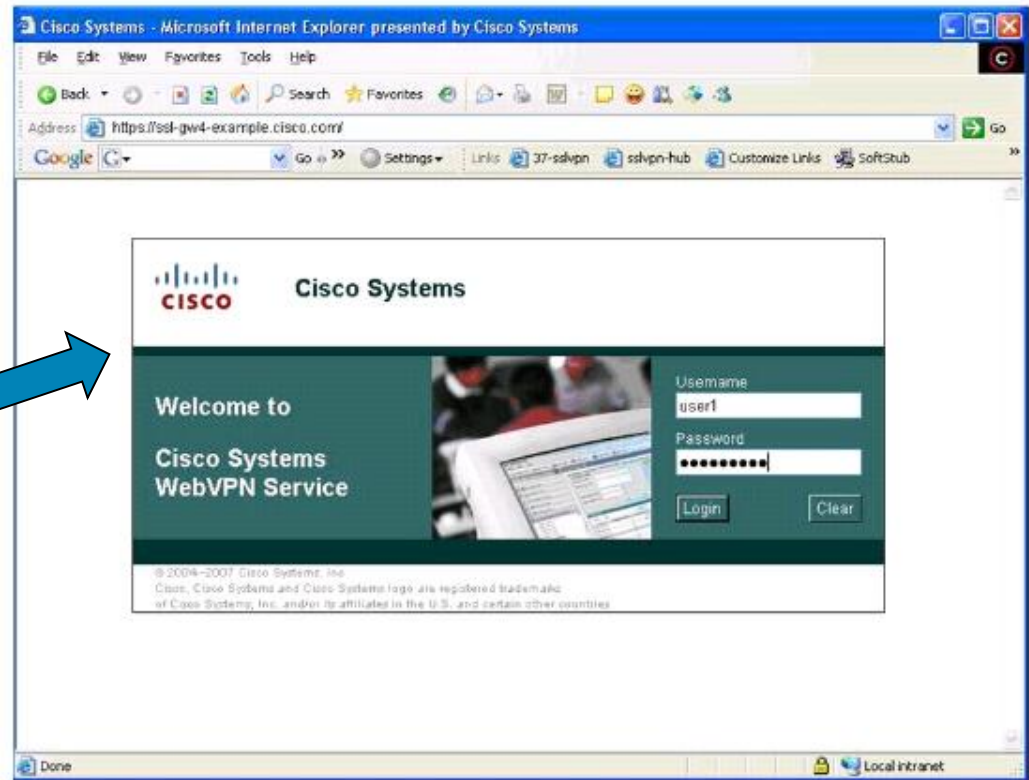 Cisco Systems - Microsoft Internet Explorer presented by Cisco Systems
File Edit View Favorites Tools Help
Back Search Favorites
Address https://ssl-gw4-example.cisco.com/ Go
Google G Go Settings Links 37-sslvpn sslvpn-hub Customize Links SoftStub
CISCO Cisco Systems
Welcome to
Cisco Systems
WebVPN Service
Username
user1
Password
Login Clear
© 2004-2007 Cisco Systems, Inc
Cisco, Cisco Systems and Cisco Systems logo are registered trademarks
of Cisco Systems, Inc. and/or its affiliates in the U.S. and certain other countries
Done Local intranet